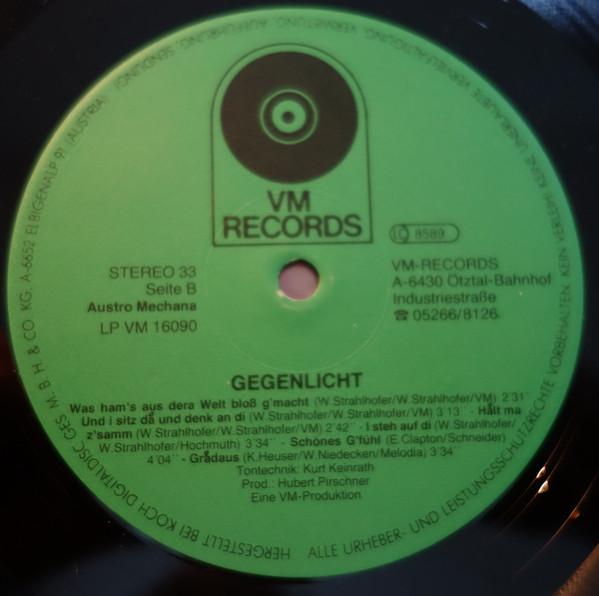 VM
RECORDS
LC 8589
STEREO 33
Seite B
Austro Mechana
LP VM 16090
VM-RECORDS
A-6430 Ötztal-Bahnhof
Industriestraße
☎ 05266/8126
GEGENLICHT
Was ham's aus dera Welt bloß g'macht (W.Strahlhofer/W.Strahlhofer/VM) 2'31"
Und i sitz då und denk an di (W.Strahlhofer/W.Strahlhofer/VM) 3'13" - Hålt ma
z'samm (W.Strahlhofer/W.Strahlhofer/VM) 2'42" - I steh auf di (W.Strahlhofer/
W.Strahlhofer/Hochmuth) 3'34" - Schönes G'fühl (E.Clapton/Schneider)
4'04" - Grådaus (K.Heuser/W.Niedecken/Melodia) 3'34"
Tontechnik: Kurt Keinrath
Prod.: Hubert Pirschner
Eine VM-Produktion
HERGESTELLT BEI KOCH DIGITALDISC GES.M.B.H.& CO.KG, A-6652 ELBIGENALP 91 (AUSTRIA)
ALLE URHEBER- UND LEISTUNGSSCHUTZRECHTE VORBEHALTEN. KEIN VERLEIH! KEINE UNERLAUBTE VERVIELFÄLTIGUNG, VERMIETUNG, AUFFÜHRUNG, SENDUNG!